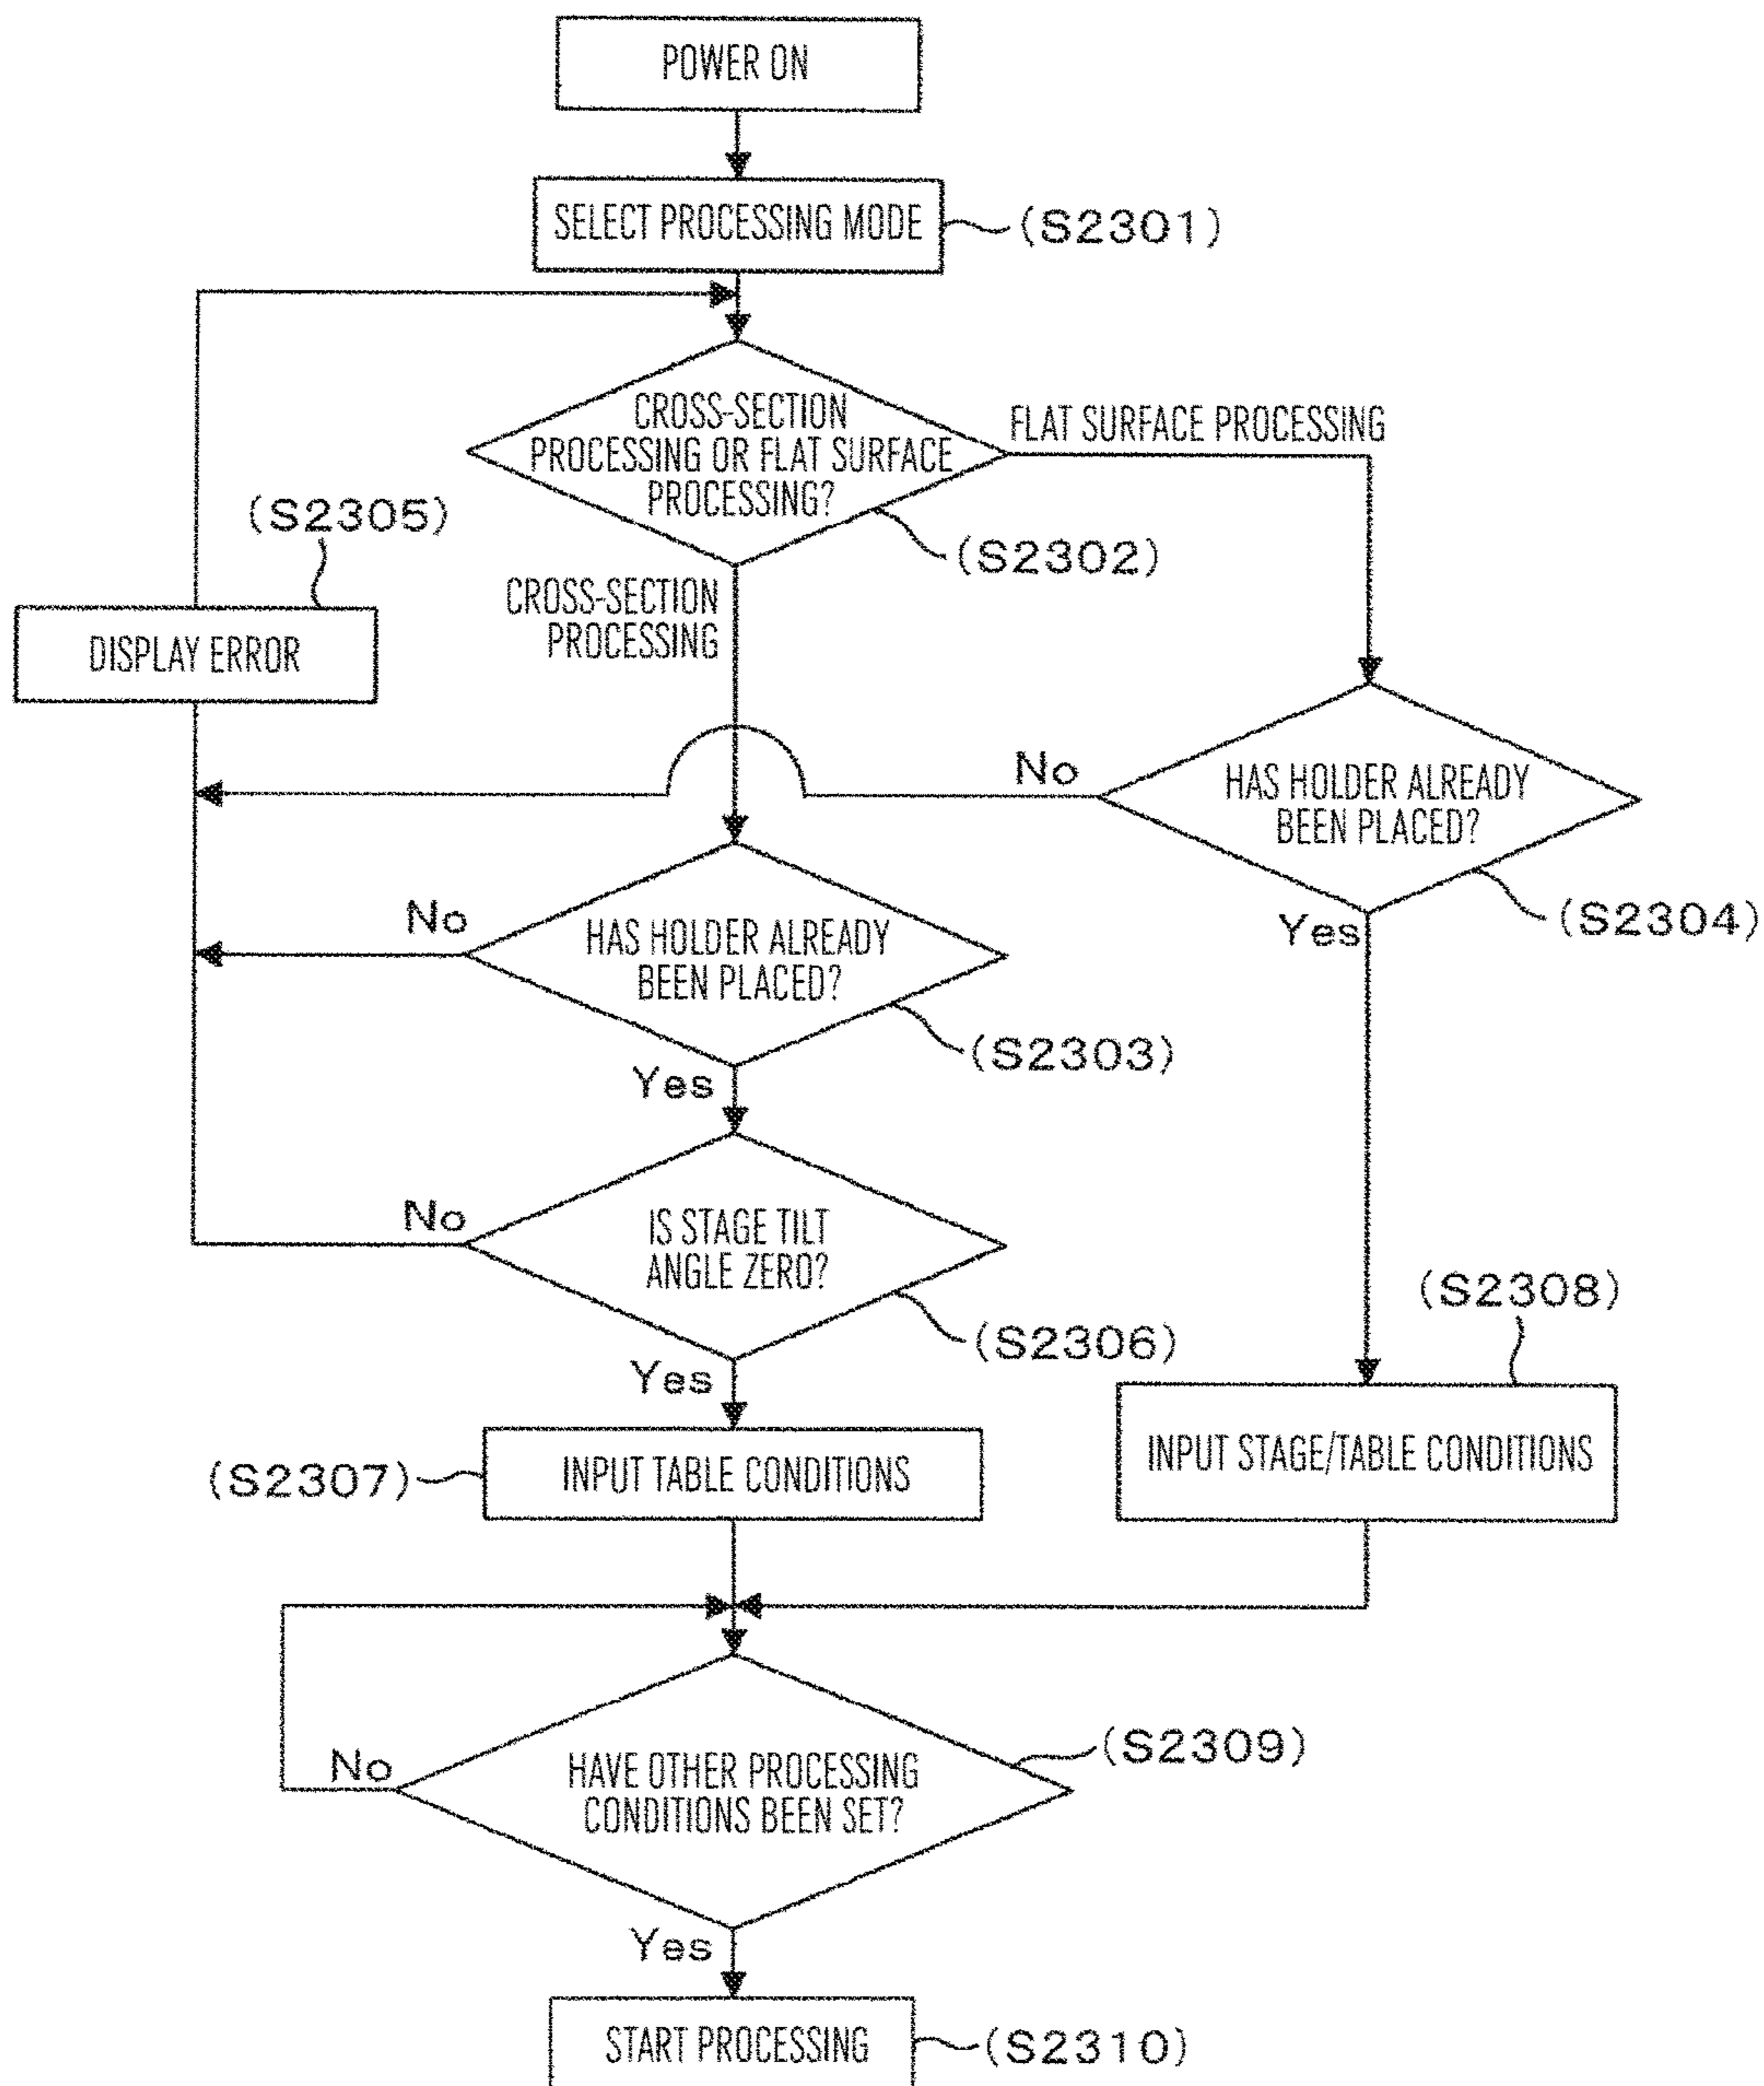 POWER ON
SELECT PROCESSING MODE
(S2301)
CROSS-SECTION
PROCESSING OR FLAT SURFACE
PROCESSING?
FLAT SURFACE PROCESSING
(S2302)
(S2305)
DISPLAY ERROR
CROSS-SECTION
PROCESSING
No
HAS HOLDER ALREADY
BEEN PLACED?
(S2304)
Yes
No
HAS HOLDER ALREADY
BEEN PLACED?
(S2303)
Yes
No
IS STAGE TILT
ANGLE ZERO?
(S2306)
Yes
(S2308)
(S2307)
INPUT TABLE CONDITIONS
INPUT STAGE/TABLE CONDITIONS
No
HAVE OTHER PROCESSING
CONDITIONS BEEN SET?
(S2309)
Yes
START PROCESSING
(S2310)